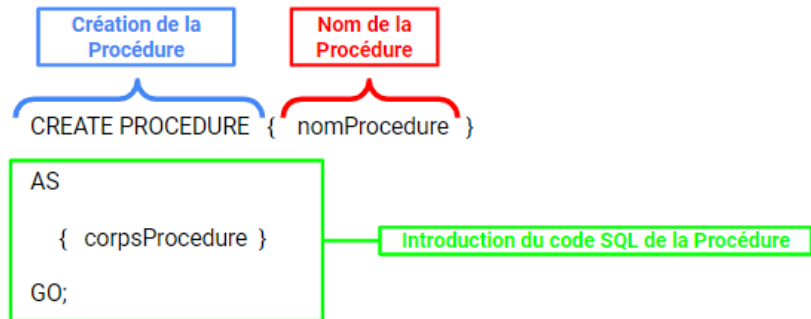 Création de la
Procédure
Nom de la
Procédure
CREATE PROCEDURE { nomProcedure }
AS
{ corpsProcedure }
Introduction du code SQL de la Procédure
GO;